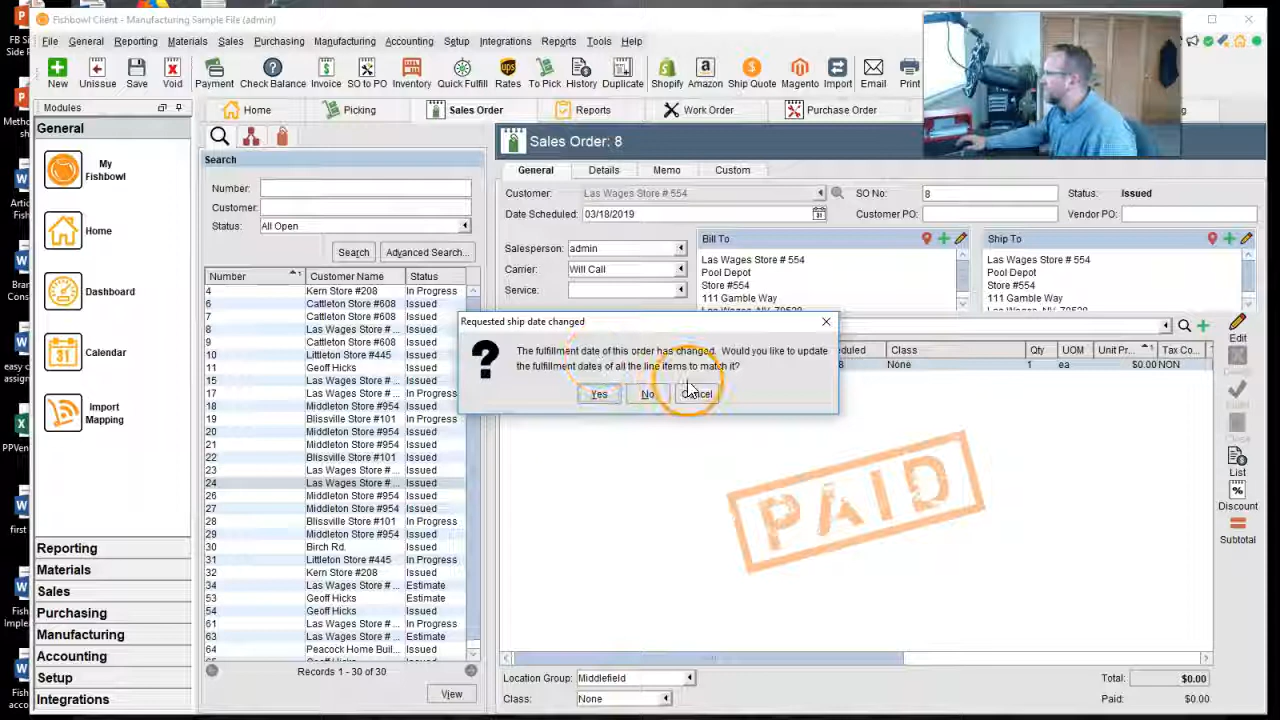 Fishbowl Client - Manufacturing Sample File (admin)
File General Reporting Materials Sales Purchasing Manufacturing Accounting Setup Integrations Reports Tools Help
New Unissue Save Void Payment Check Balance Invoice SO to PO Inventory Quick Fulfill Rates To Pick History Duplicate Shopify Amazon Ship Quote Magento Import Email Print
Modules
Home Picking Sales Order Reports Work Order Purchase Order
General
My
Fishbowl
Home
Dashboard
Calendar
Import
Mapping
Reporting
Materials
Sales
Purchasing
Manufacturing
Accounting
Setup
Integrations
Search
Number:
Customer:
Status: All Open
Search Advanced Search...
Number Customer Name Status
4 Kern Store #208 In Progress
6 Cattleton Store #608 Issued
7 Cattleton Store #608 Issued
8 Las Wages Store # ... Issued
9 Cattleton Store #608 Issued
10 Littleton Store #445 Issued
11 Geoff Hicks Issued
15 Las Wages Store # ... Issued
17 Las Wages Store # ... Issued
18 Middleton Store #954 Issued
19 Blissville Store #101 In Progress
20 Middleton Store #954 Issued
21 Middleton Store #954 Issued
22 Blissville Store #101 Issued
23 Las Wages Store # ... Issued
24 Las Wages Store # ... Issued
26 Middleton Store #954 Issued
27 Middleton Store #954 Issued
28 Blissville Store #101 In Progress
29 Middleton Store #954 Issued
30 Birch Rd. Issued
31 Littleton Store #445 In Progress
32 Kern Store #208 Issued
34 Las Wages Store # ... Estimate
53 Geoff Hicks Estimate
54 Geoff Hicks Issued
61 Las Wages Store # ... In Progress
63 Las Wages Store # ... Estimate
64 Peacock Home Buil... Issued
Records 1 - 30 of 30
View
Sales Order: 8
General Details Memo Custom
Customer: Las Wages Store # 554 SO No: 8 Status: Issued
Date Scheduled: 03/18/2019 Customer PO: Vendor PO:
Salesperson: admin
Carrier: Will Call
Service:
Bill To
Las Wages Store # 554
Pool Depot
Store #554
111 Gamble Way
Ship To
Las Wages Store # 554
Pool Depot
Store #554
111 Gamble Way
Class Qty UOM Unit Pr... Tax Co...
None 1 ea $0.00 NON
Requested ship date changed
The fulfillment date of this order has changed. Would you like to update
the fulfillment dates of all the line items to match it?
Yes No Cancel
PAID
Edit
List
Discount
Subtotal
Location Group: Middlefield
Class: None
Total: $0.00
Paid: $0.00